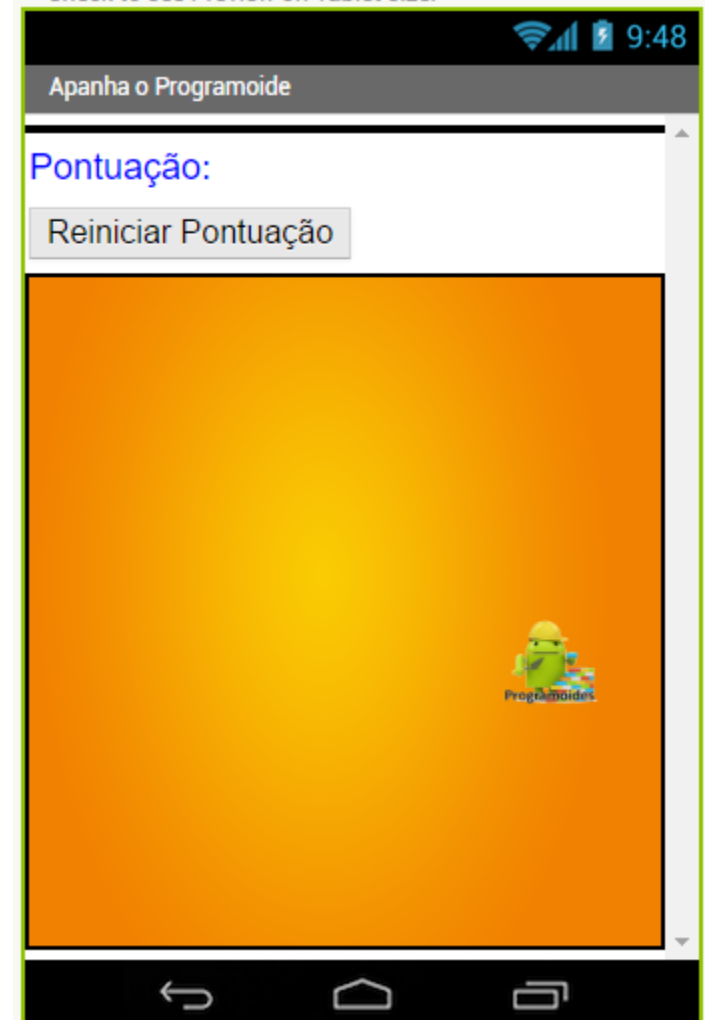 9:48
Apanha o Programoide
Pontuação:
Reiniciar Pontuação
Programoides